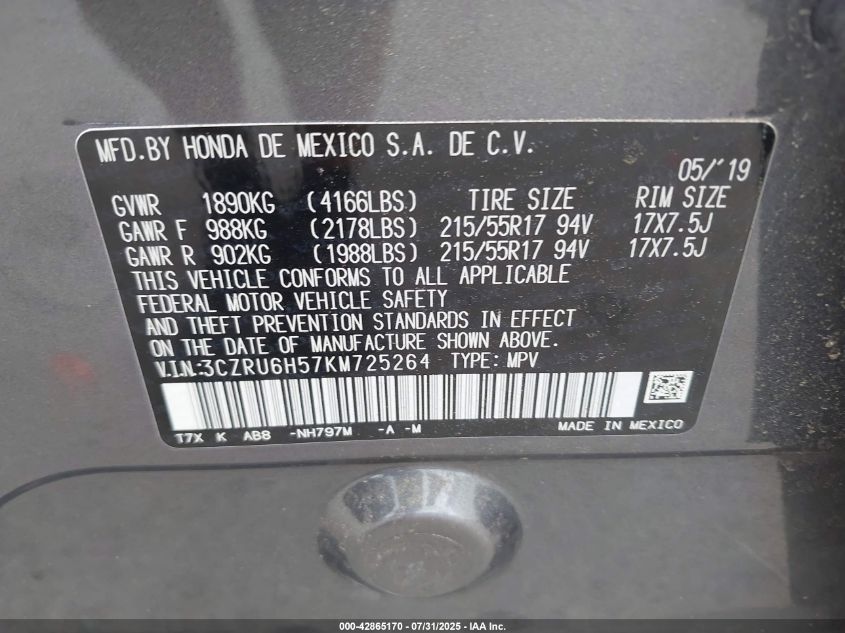 MFD.BY HONDA DE MEXICO S.A. DE C.V.
05/'19
GVWR 1890KG (4166LBS) TIRE SIZE RIM SIZE
GAWR F 988KG (2178LBS) 215/55R17 94V 17X7.5J
GAWR R 902KG (1988LBS) 215/55R17 94V 17X7.5J
THIS VEHICLE CONFORMS TO ALL APPLICABLE
FEDERAL MOTOR VEHICLE SAFETY
AND THEFT PREVENTION STANDARDS IN EFFECT
ON THE DATE OF MANUFACTURE SHOWN ABOVE.
V.I.N:3CZRU6H57KM725264 TYPE: MPV
T7X K AB8 -NH797M -A -M MADE IN MEXICO
000-42865170 - 07/31/2025 - IAA Inc.